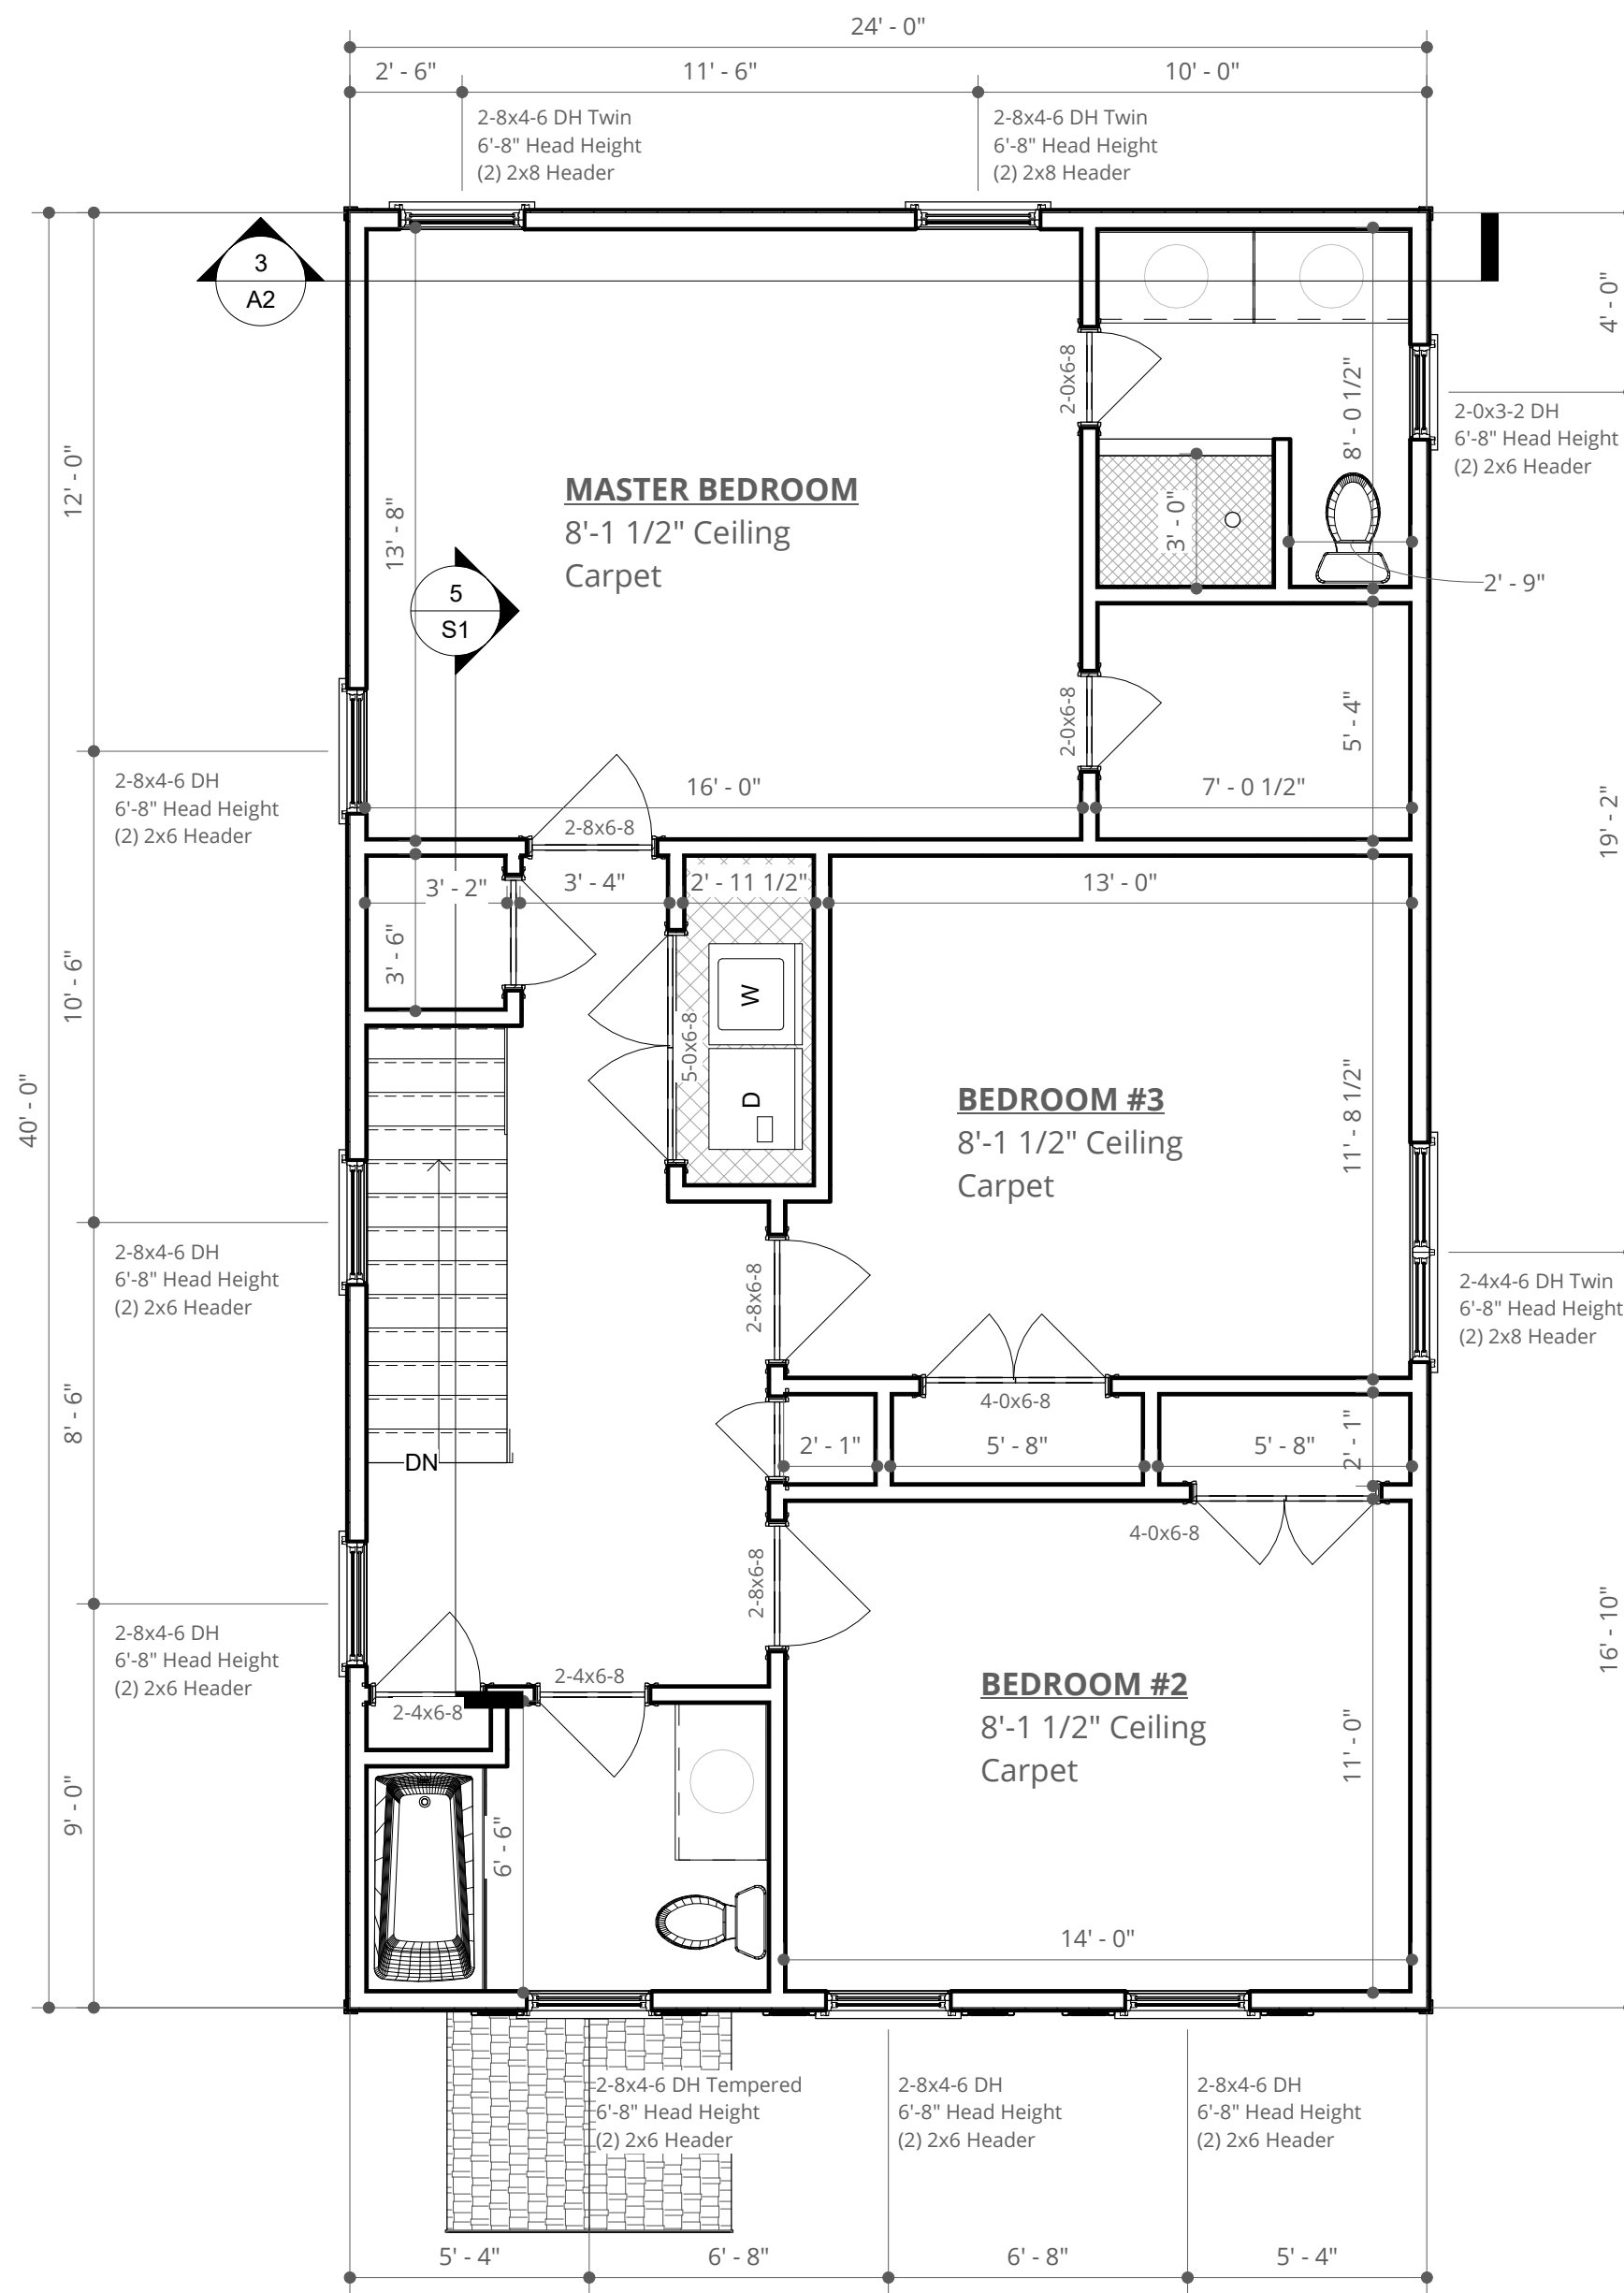 24' - 0"
2' - 6"
11' - 6"
10' - 0"
2-8x4-6 DH Twin
6'-8" Head Height
(2) 2x8 Header
2-8x4-6 DH Twin
6'-8" Head Height
(2) 2x8 Header
3
A2
4' - 0"
2-0x6-8
8' - 0 1/2"
2-0x3-2 DH
6'-8" Head Height
(2) 2x6 Header
12' - 0"
13' - 8"
MASTER BEDROOM
8'-1 1/2" Ceiling
Carpet
3' - 0"
2' - 9"
5
S1
2-0x6-8
5' - 4"
2-8x4-6 DH
6'-8" Head Height
(2) 2x6 Header
16' - 0"
7' - 0 1/2"
19' - 2"
2-8x6-8
3' - 2"
3' - 4"
2' - 11 1/2"
13' - 0"
3' - 6"
10' - 6"
W
5-0x6-8
D
40' - 0"
BEDROOM #3
8'-1 1/2" Ceiling
Carpet
11' - 8 1/2"
2-8x4-6 DH
6'-8" Head Height
(2) 2x6 Header
2-8x6-8
2-4x4-6 DH Twin
6'-8" Head Height
(2) 2x8 Header
8' - 6"
4-0x6-8
2' - 1"
5' - 8"
5' - 8"
2' - 1"
DN
4-0x6-8
2-8x6-8
16' - 10"
2-8x4-6 DH
6'-8" Head Height
(2) 2x6 Header
2-4x6-8
2-4x6-8
BEDROOM #2
8'-1 1/2" Ceiling
Carpet
11' - 0"
9' - 0"
6' - 6"
14' - 0"
2-8x4-6 DH Tempered
6'-8" Head Height
(2) 2x6 Header
2-8x4-6 DH
6'-8" Head Height
(2) 2x6 Header
2-8x4-6 DH
6'-8" Head Height
(2) 2x6 Header
5' - 4"
6' - 8"
6' - 8"
5' - 4"